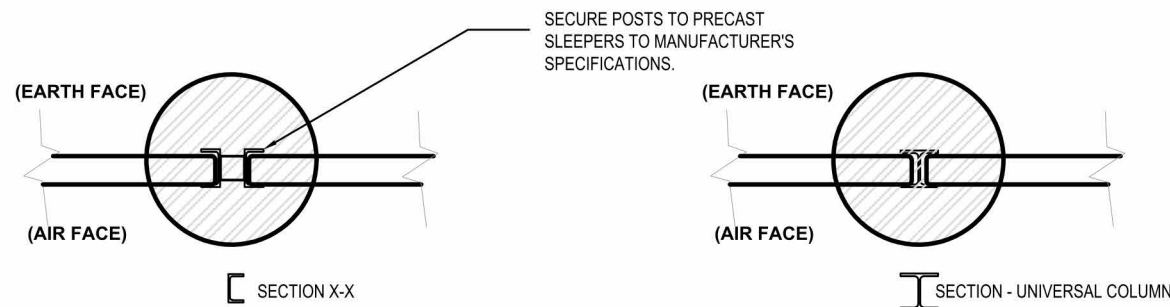 SECURE POSTS TO PRECAST
SLEEPERS TO MANUFACTURER'S
SPECIFICATIONS.
(EARTH FACE)
(AIR FACE)
SECTION X-X
(EARTH FACE)
(AIR FACE)
SECTION - UNIVERSAL COLUMN